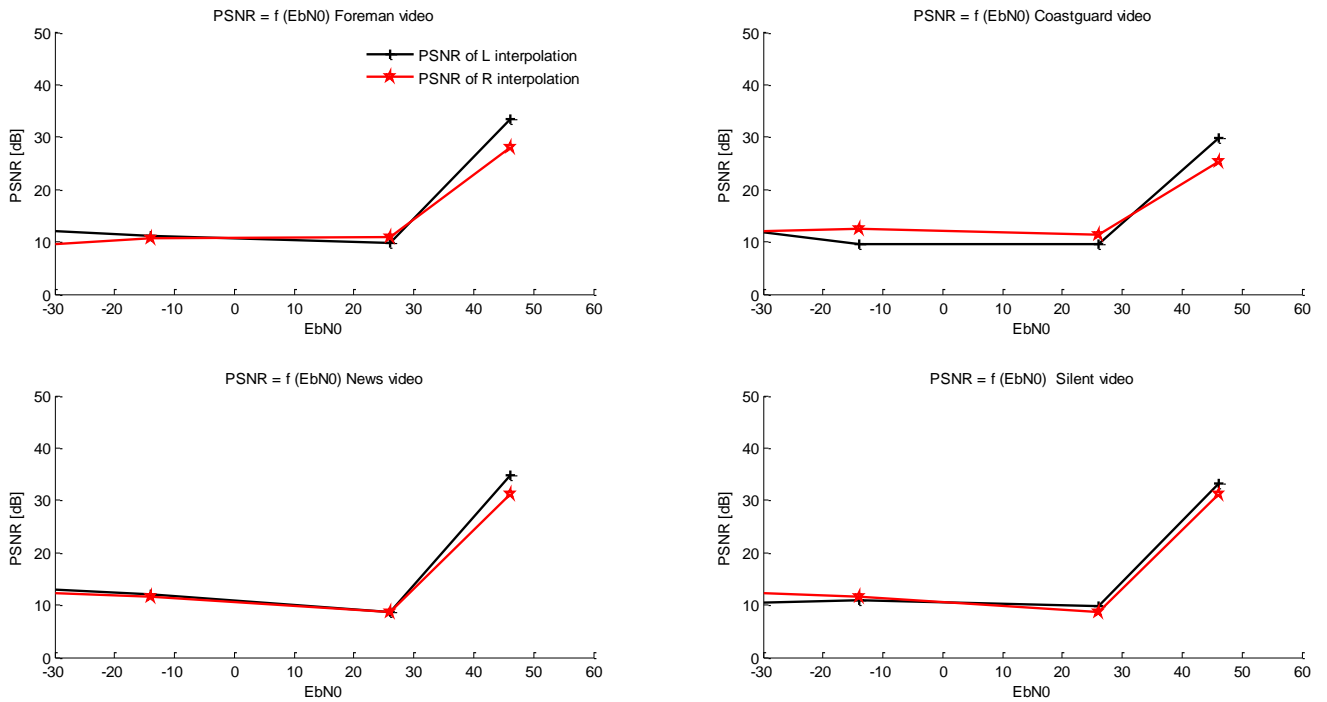 PSNR = f (EbN0) Foreman video
50
40
30
20
10
0
PSNR [dB]
PSNR of L interpolation
PSNR of R interpolation
-30 -20 -10 0 10 20 30 40 50 60
EbN0
PSNR = f (EbN0) Coastguard video
50
40
30
20
10
0
PSNR [dB]
-30 -20 -10 0 10 20 30 40 50 60
EbN0
PSNR = f (EbN0) News video
50
40
30
20
10
0
PSNR [dB]
-30 -20 -10 0 10 20 30 40 50 60
EbN0
PSNR = f (EbN0) Silent video
50
40
30
20
10
0
PSNR [dB]
-30 -20 -10 0 10 20 30 40 50 60
EbN0